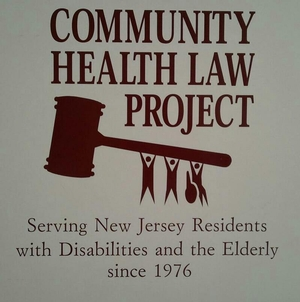 COMMUNITY
HEALTH LAW
PROJECT
Serving New Jersey Residents
with Disabilities and the Elderly
since 1976